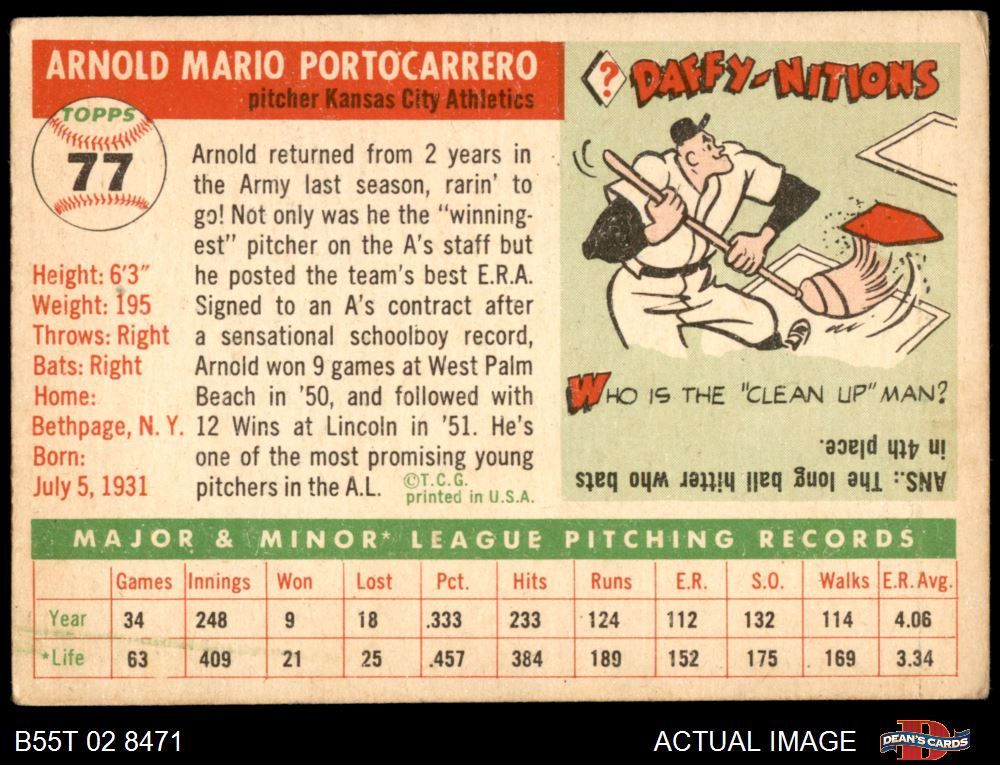 ARNOLD MARIO PORTOCARRERO
pitcher Kansas City Athletics
TOPPS
77
Arnold returned from 2 years in
the Army last season, rarin' to
go! Not only was he the "winning-
est" pitcher on the A's staff but
he posted the team's best E.R.A.
Signed to an A's contract after
a sensational schoolboy record,
Arnold won 9 games at West Palm
Beach in '50, and followed with
12 Wins at Lincoln in '51. He's
one of the most promising young
pitchers in the A.L.
©T.C.G.
printed in U.S.A.
Height: 6'3"
Weight: 195
Throws: Right
Bats: Right
Home:
Bethpage, N. Y.
Born:
July 5, 1931
? DAFFY-NITIONS
WHO IS THE "CLEAN UP" MAN?
ANS.: The long ball hitter who bats
in 4th place.
MAJOR & MINOR* LEAGUE PITCHING RECORDS
Games Innings Won Lost Pct. Hits Runs E.R. S.O. Walks E.R. Avg.
Year 34 248 9 18 .333 233 124 112 132 114 4.06
*Life 63 409 21 25 .457 384 189 152 175 169 3.34
B55T 02 8471
ACTUAL IMAGE
DEAN'S CARDS